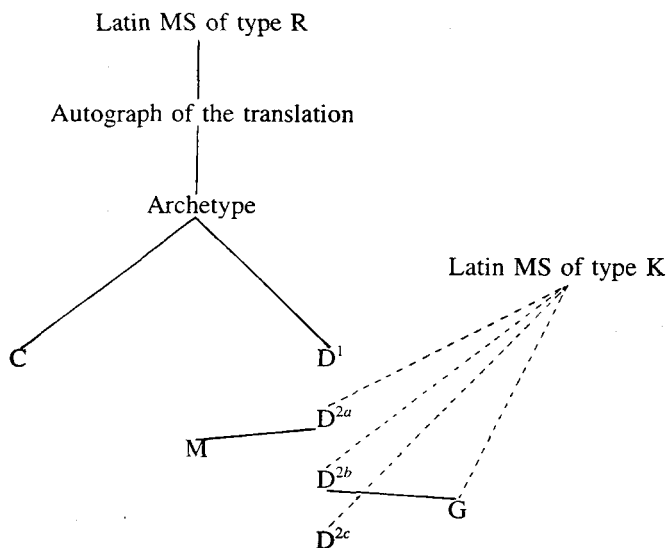 Latin MS of type R
Autograph of the translation
Archetype
Latin MS of type K
C
D¹
D²ᵃ
M
D²ᵇ
G
D²ᶜ